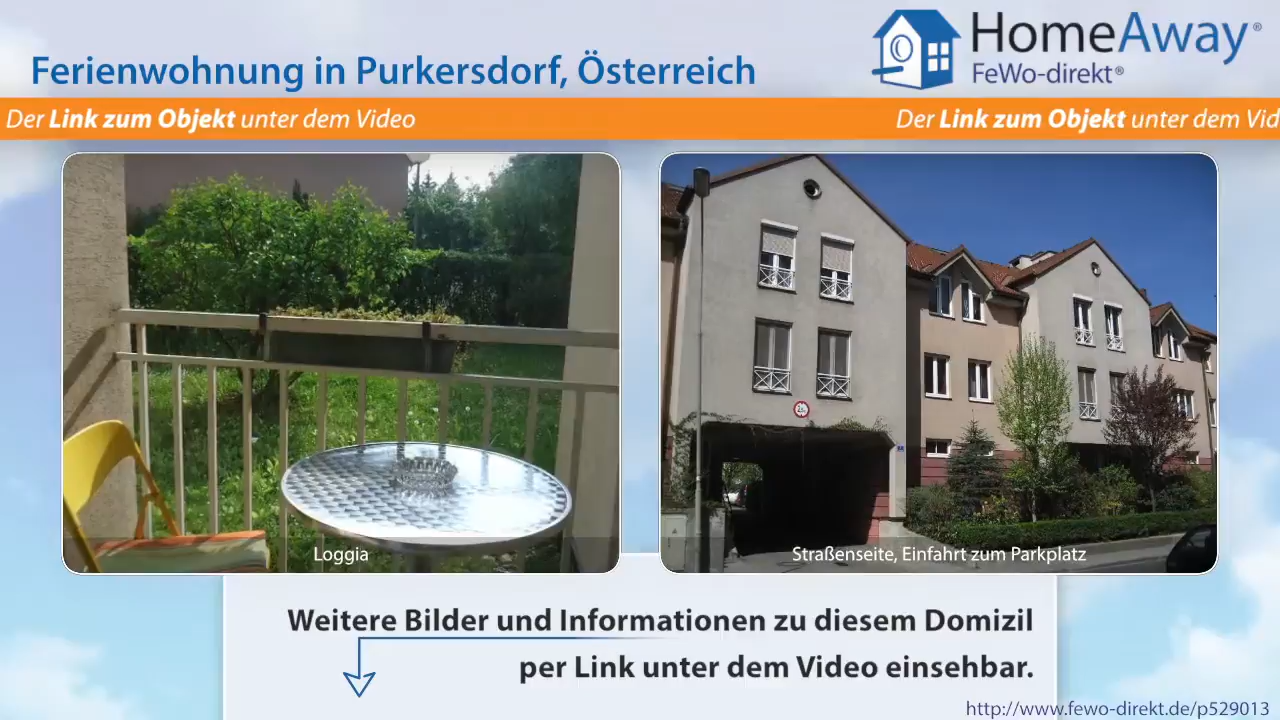 Ferienwohnung in Purkersdorf, Österreich
HomeAway®
FeWo-direkt®
Der Link zum Objekt unter dem Video
Der Link zum Objekt unter dem Vid
Loggia
Straßenseite, Einfahrt zum Parkplatz
Weitere Bilder und Informationen zu diesem Domizil
per Link unter dem Video einsehbar.
http://www.fewo-direkt.de/p529013